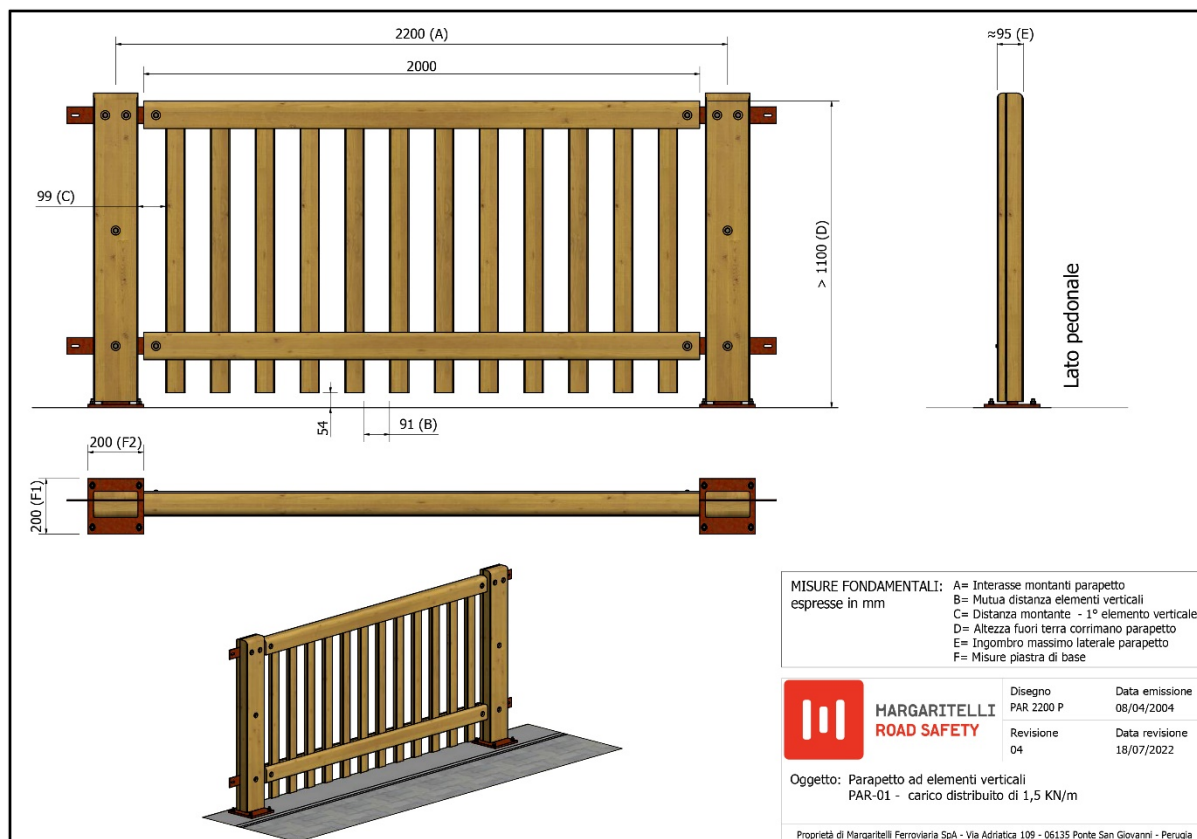 2200 (A)
2000
≈95 (E)
99 (C)
> 1100 (D)
Lato pedonale
54
91 (B)
200 (F2)
200 (F1)
MISURE FONDAMENTALI:
espresse in mm
A= Interasse montanti parapetto
B= Mutua distanza elementi verticali
C= Distanza montante - 1° elemento verticale
D= Altezza fuori terra corrimano parapetto
E= Ingombro massimo laterale parapetto
F= Misure piastra di base
MARGARITELLI
ROAD SAFETY
Disegno
PAR 2200 P
Data emissione
08/04/2004
Revisione
04
Data revisione
18/07/2022
Oggetto: Parapetto ad elementi verticali
PAR-01 - carico distribuito di 1,5 KN/m
Proprietà di Margaritelli Ferroviaria SpA - Via Adriatica 109 - 06135 Ponte San Giovanni - Perugia